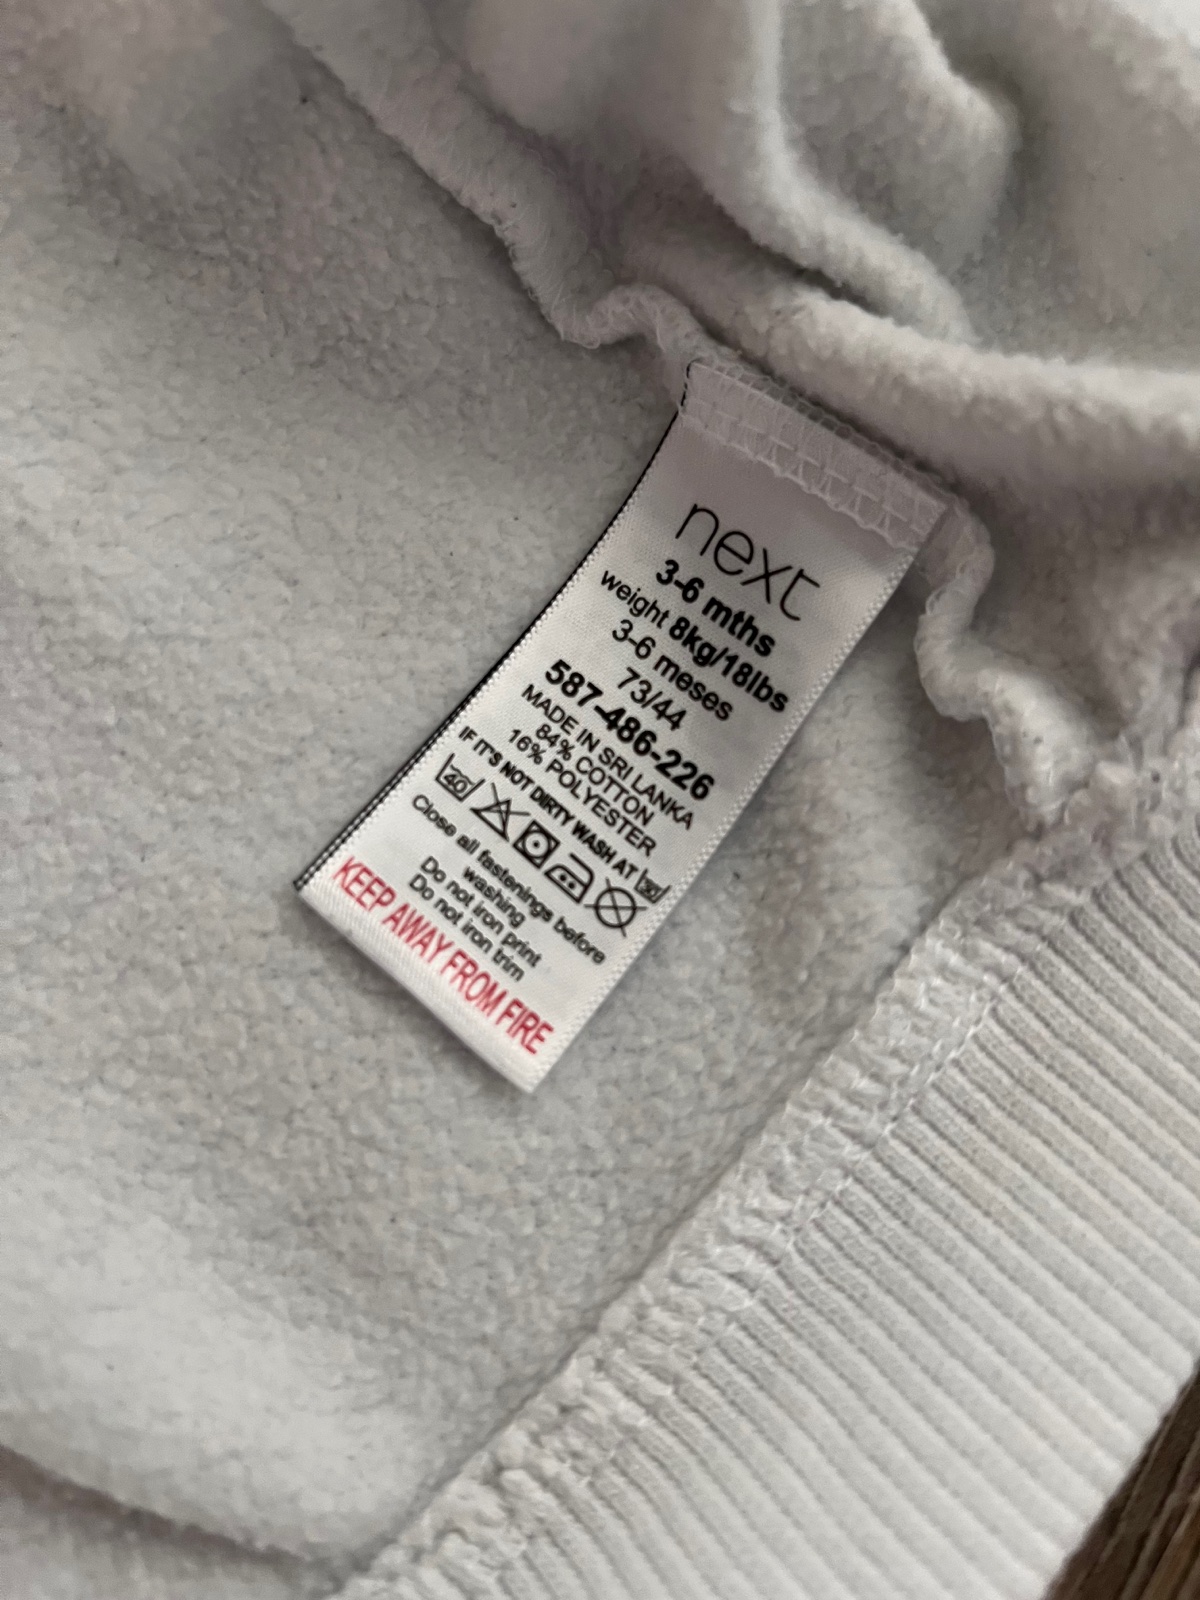 next
3-6 mths
weight 8kg/18lbs
3-6 meses
73/44
587-486-226
MADE IN SRI LANKA
84% COTTON
16% POLYESTER
IF IT'S NOT DIRTY WASH AT 30
40
Close all fastenings before
washing
Do not iron print
Do not iron trim
KEEP AWAY FROM FIRE